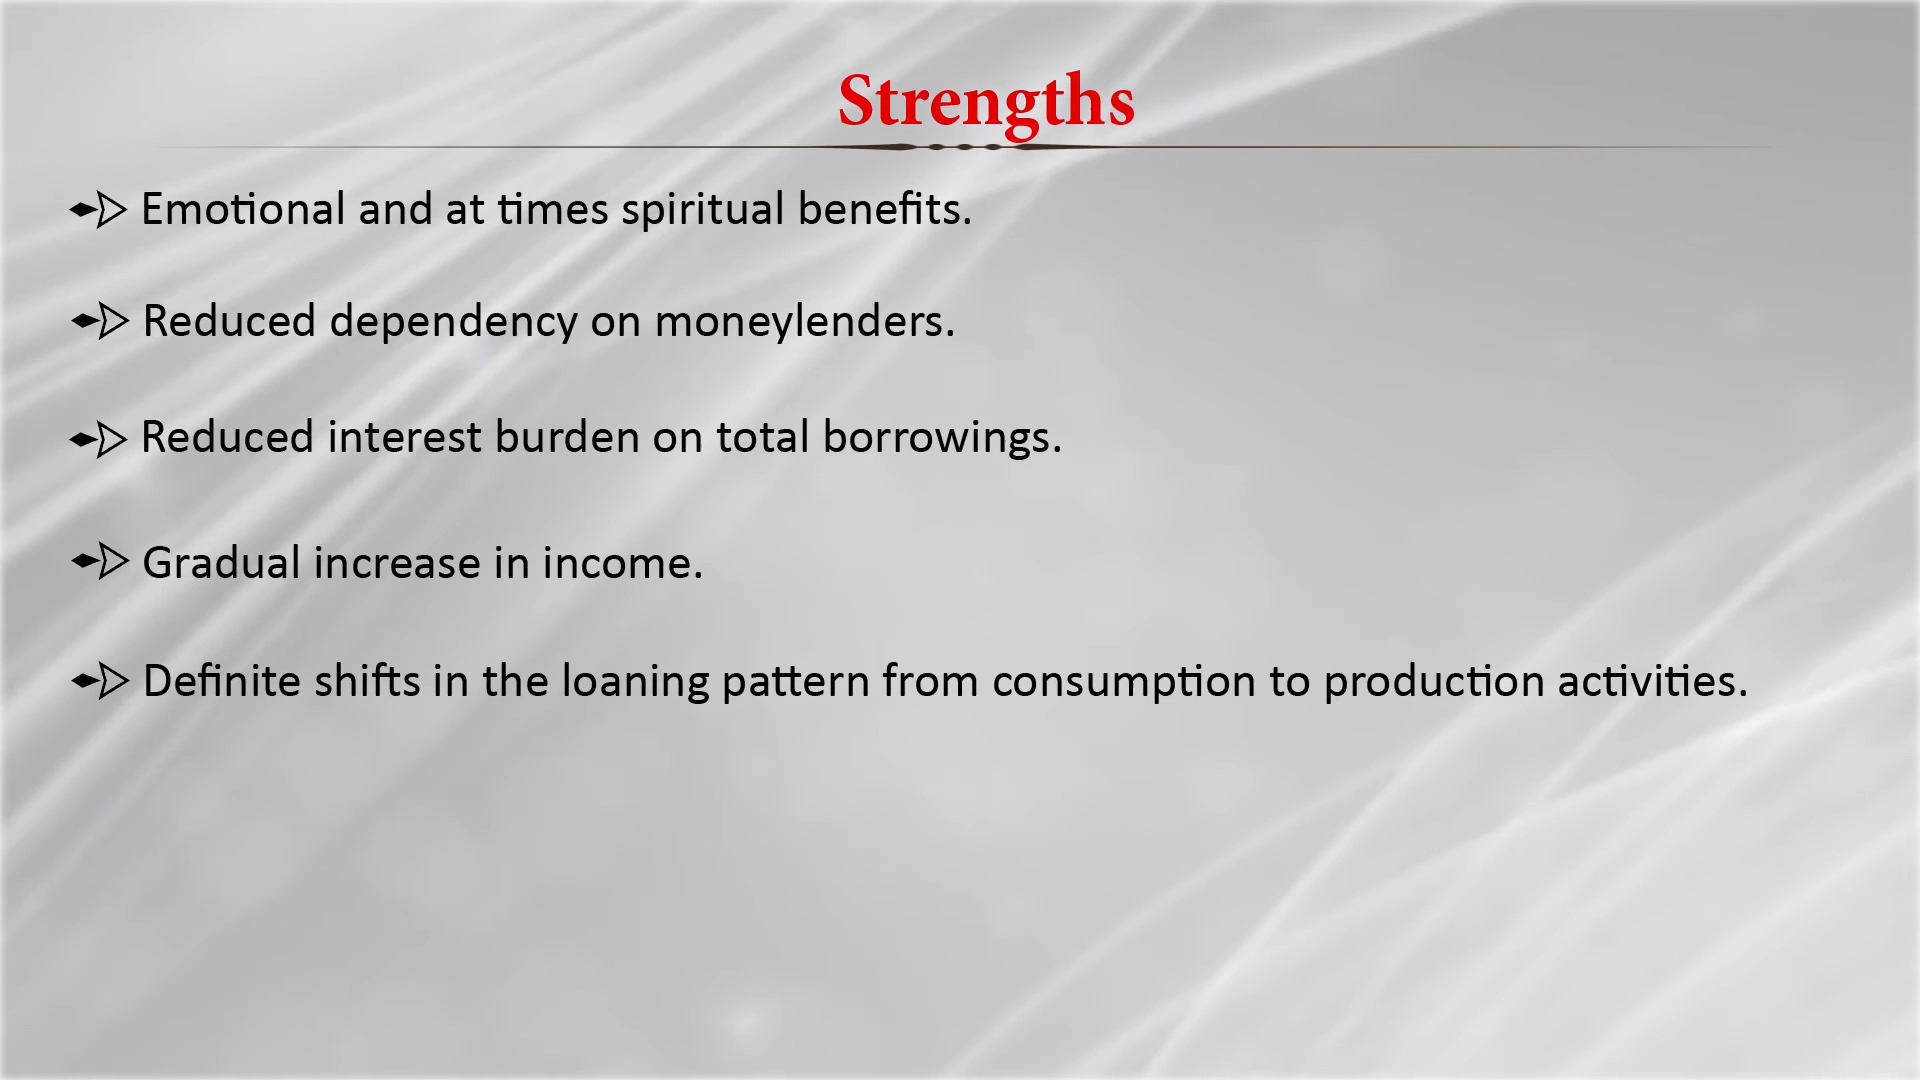 Strengths
Emotional and at times spiritual benefits.
Reduced dependency on moneylenders.
Reduced interest burden on total borrowings.
Gradual increase in income.
Definite shifts in the loaning pattern from consumption to production activities.